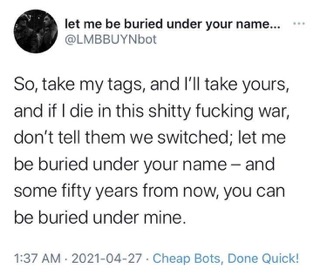 let me be buried under your name...
@LMBBUYNbot
So, take my tags, and I'll take yours,
and if I die in this shitty fucking war,
don't tell them we switched; let me
be buried under your name – and
some fifty years from now, you can
be buried under mine.
1:37 AM · 2021-04-27 · Cheap Bots, Done Quick!